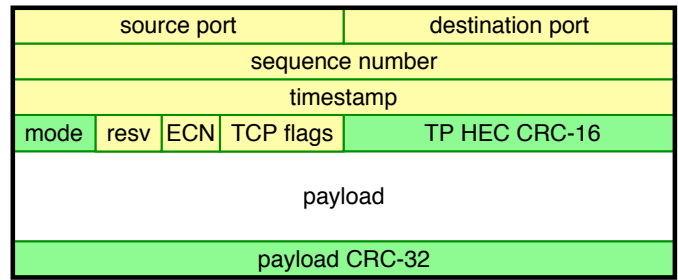 source port destination port
sequence number
timestamp
mode resv ECN TCP flags TP HEC CRC-16
payload
payload CRC-32